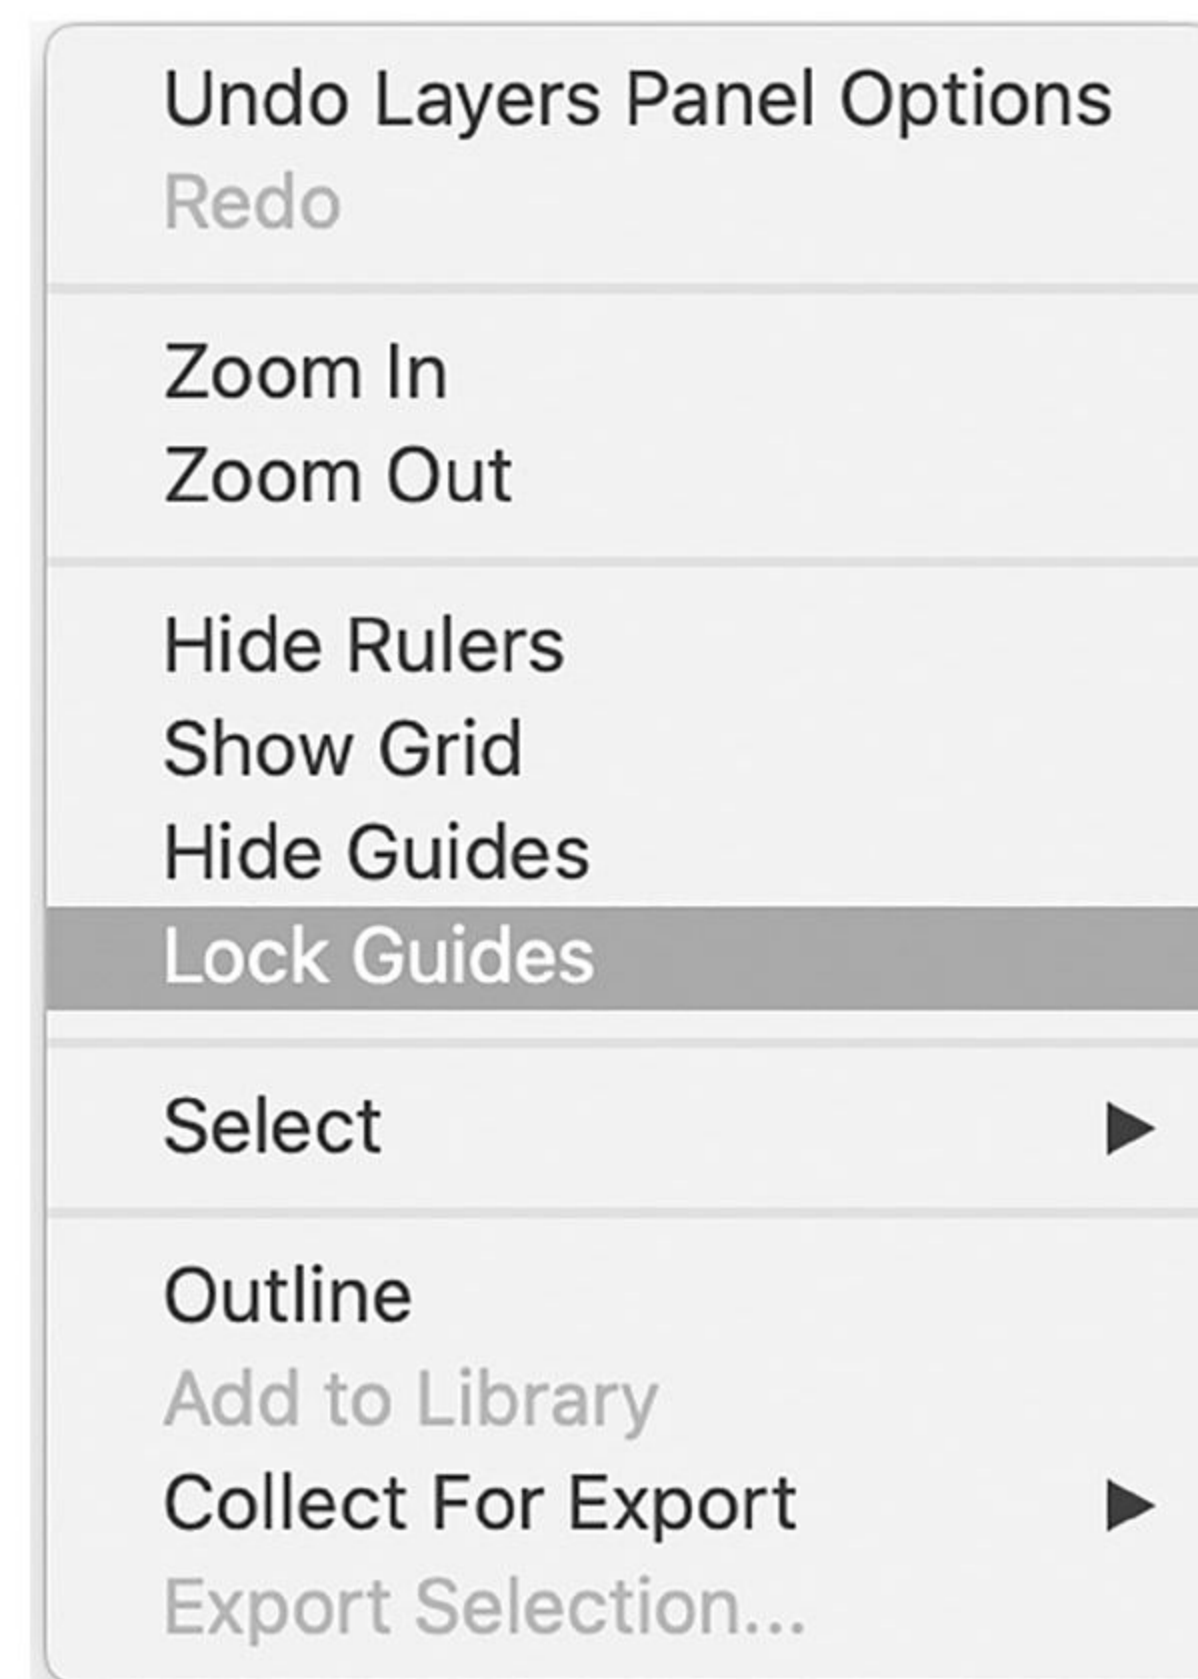 Undo Layers Panel Options
Redo
Zoom In
Zoom Out
Hide Rulers
Show Grid
Hide Guides
Lock Guides
Select
Outline
Add to Library
Collect For Export
Export Selection...